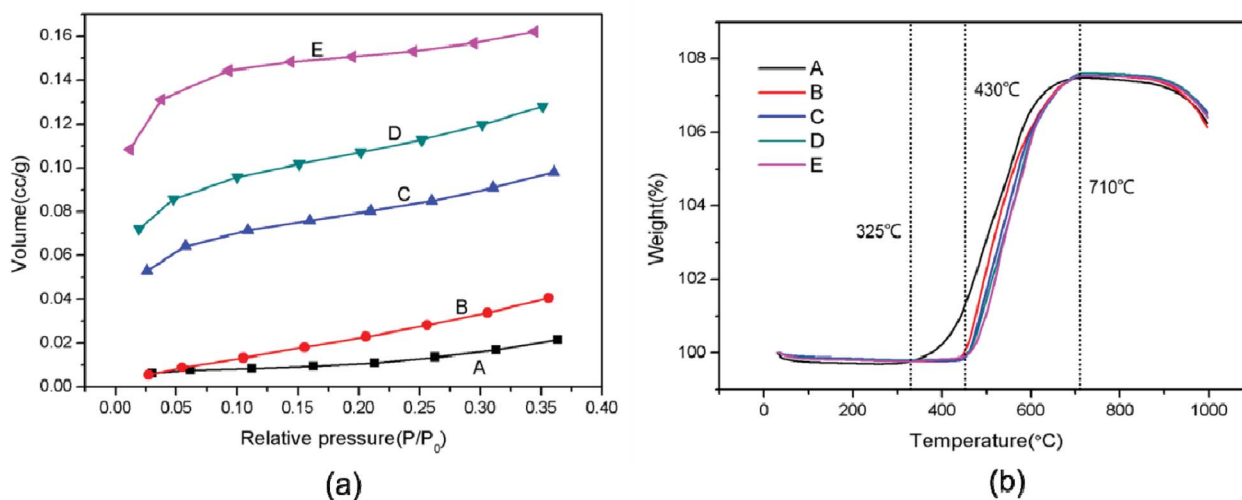 0.16
0.14
0.12
0.10
0.08
0.06
0.04
0.02
0.00
Volume(cc/g)
E
D
C
B
A
0.00 0.05 0.10 0.15 0.20 0.25 0.30 0.35 0.40
Relative pressure(P/P₀)
(a)
108
106
104
102
100
Weight(%)
A
B
C
D
E
430℃
325℃
710℃
0 200 400 600 800 1000
Temperature(°C)
(b)